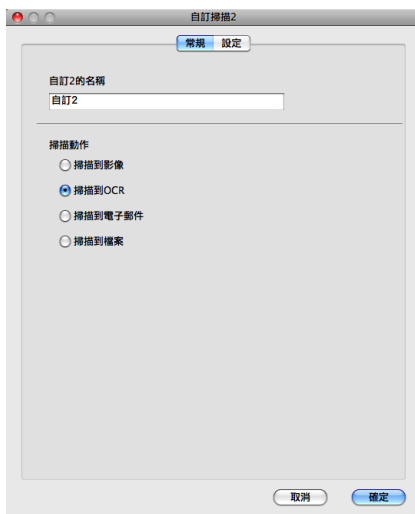 自訂掃描2
常規 設定
自訂2的名稱
自訂2
掃描動作
掃描到影像
掃描到OCR
掃描到電子郵件
掃描到檔案
取消 確定